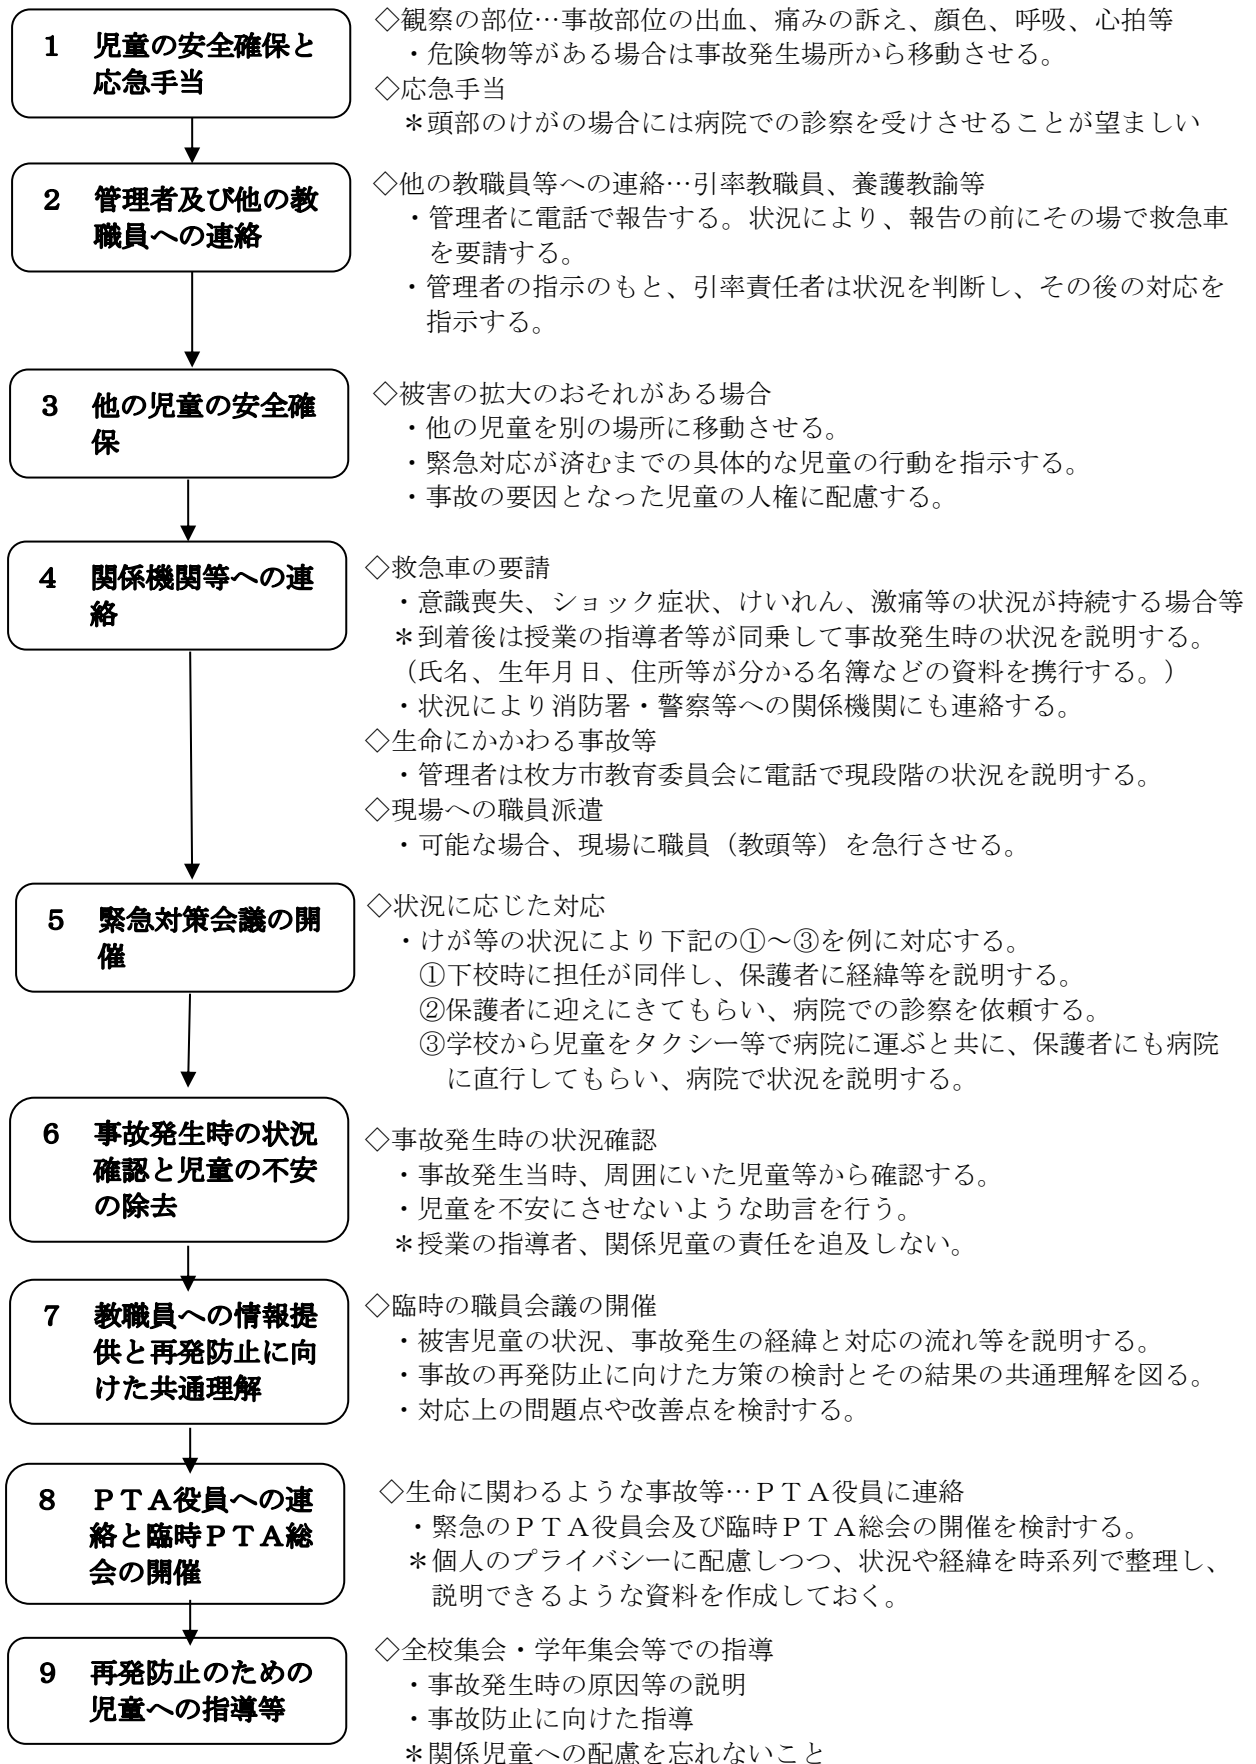 １　児童の安全確保と
応急手当
◇観察の部位…事故部位の出血、痛みの訴え、顔色、呼吸、心拍等
・危険物等がある場合は事故発生場所から移動させる。
◇応急手当
＊頭部のけがの場合には病院での診察を受けさせることが望ましい
２　管理者及び他の教
職員への連絡
◇他の教職員等への連絡…引率教職員、養護教諭等
・管理者に電話で報告する。状況により、報告の前にその場で救急車
を要請する。
・管理者の指示のもと、引率責任者は状況を判断し、その後の対応を
指示する。
３　他の児童の安全確
保
◇被害の拡大のおそれがある場合
・他の児童を別の場所に移動させる。
・緊急対応が済むまでの具体的な児童の行動を指示する。
・事故の要因となった児童の人権に配慮する。
４　関係機関等への連
絡
◇救急車の要請
・意識喪失、ショック症状、けいれん、激痛等の状況が持続する場合等
＊到着後は授業の指導者等が同乗して事故発生時の状況を説明する。
（氏名、生年月日、住所等が分かる名簿などの資料を携行する。）
・状況により消防署・警察等への関係機関にも連絡する。
◇生命にかかわる事故等
・管理者は枚方市教育委員会に電話で現段階の状況を説明する。
◇現場への職員派遣
・可能な場合、現場に職員（教頭等）を急行させる。
５　緊急対策会議の開
催
◇状況に応じた対応
・けが等の状況により下記の①～③を例に対応する。
①下校時に担任が同伴し、保護者に経緯等を説明する。
②保護者に迎えにきてもらい、病院での診察を依頼する。
③学校から児童をタクシー等で病院に運ぶと共に、保護者にも病院
に直行してもらい、病院で状況を説明する。
６　事故発生時の状況
確認と児童の不安
の除去
◇事故発生時の状況確認
・事故発生当時、周囲にいた児童等から確認する。
・児童を不安にさせないような助言を行う。
＊授業の指導者、関係児童の責任を追及しない。
７　教職員への情報提
供と再発防止に向
けた共通理解
◇臨時の職員会議の開催
・被害児童の状況、事故発生の経緯と対応の流れ等を説明する。
・事故の再発防止に向けた方策の検討とその結果の共通理解を図る。
・対応上の問題点や改善点を検討する。
８　ＰＴＡ役員への連
絡と臨時ＰＴＡ総
会の開催
◇生命に関わるような事故等…ＰＴＡ役員に連絡
・緊急のＰＴＡ役員会及び臨時ＰＴＡ総会の開催を検討する。
＊個人のプライバシーに配慮しつつ、状況や経緯を時系列で整理し、
説明できるような資料を作成しておく。
９　再発防止のための
児童への指導等
◇全校集会・学年集会等での指導
・事故発生時の原因等の説明
・事故防止に向けた指導
＊関係児童への配慮を忘れないこと